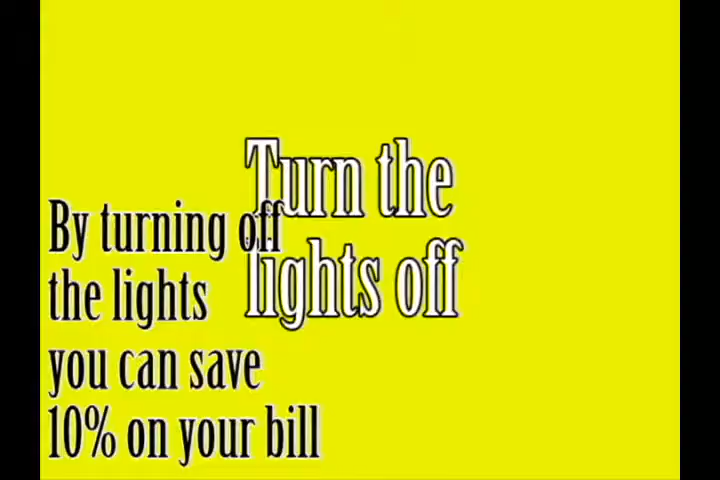 Turn the
lights off
By turning off
the lights
you can save
10% on your bill